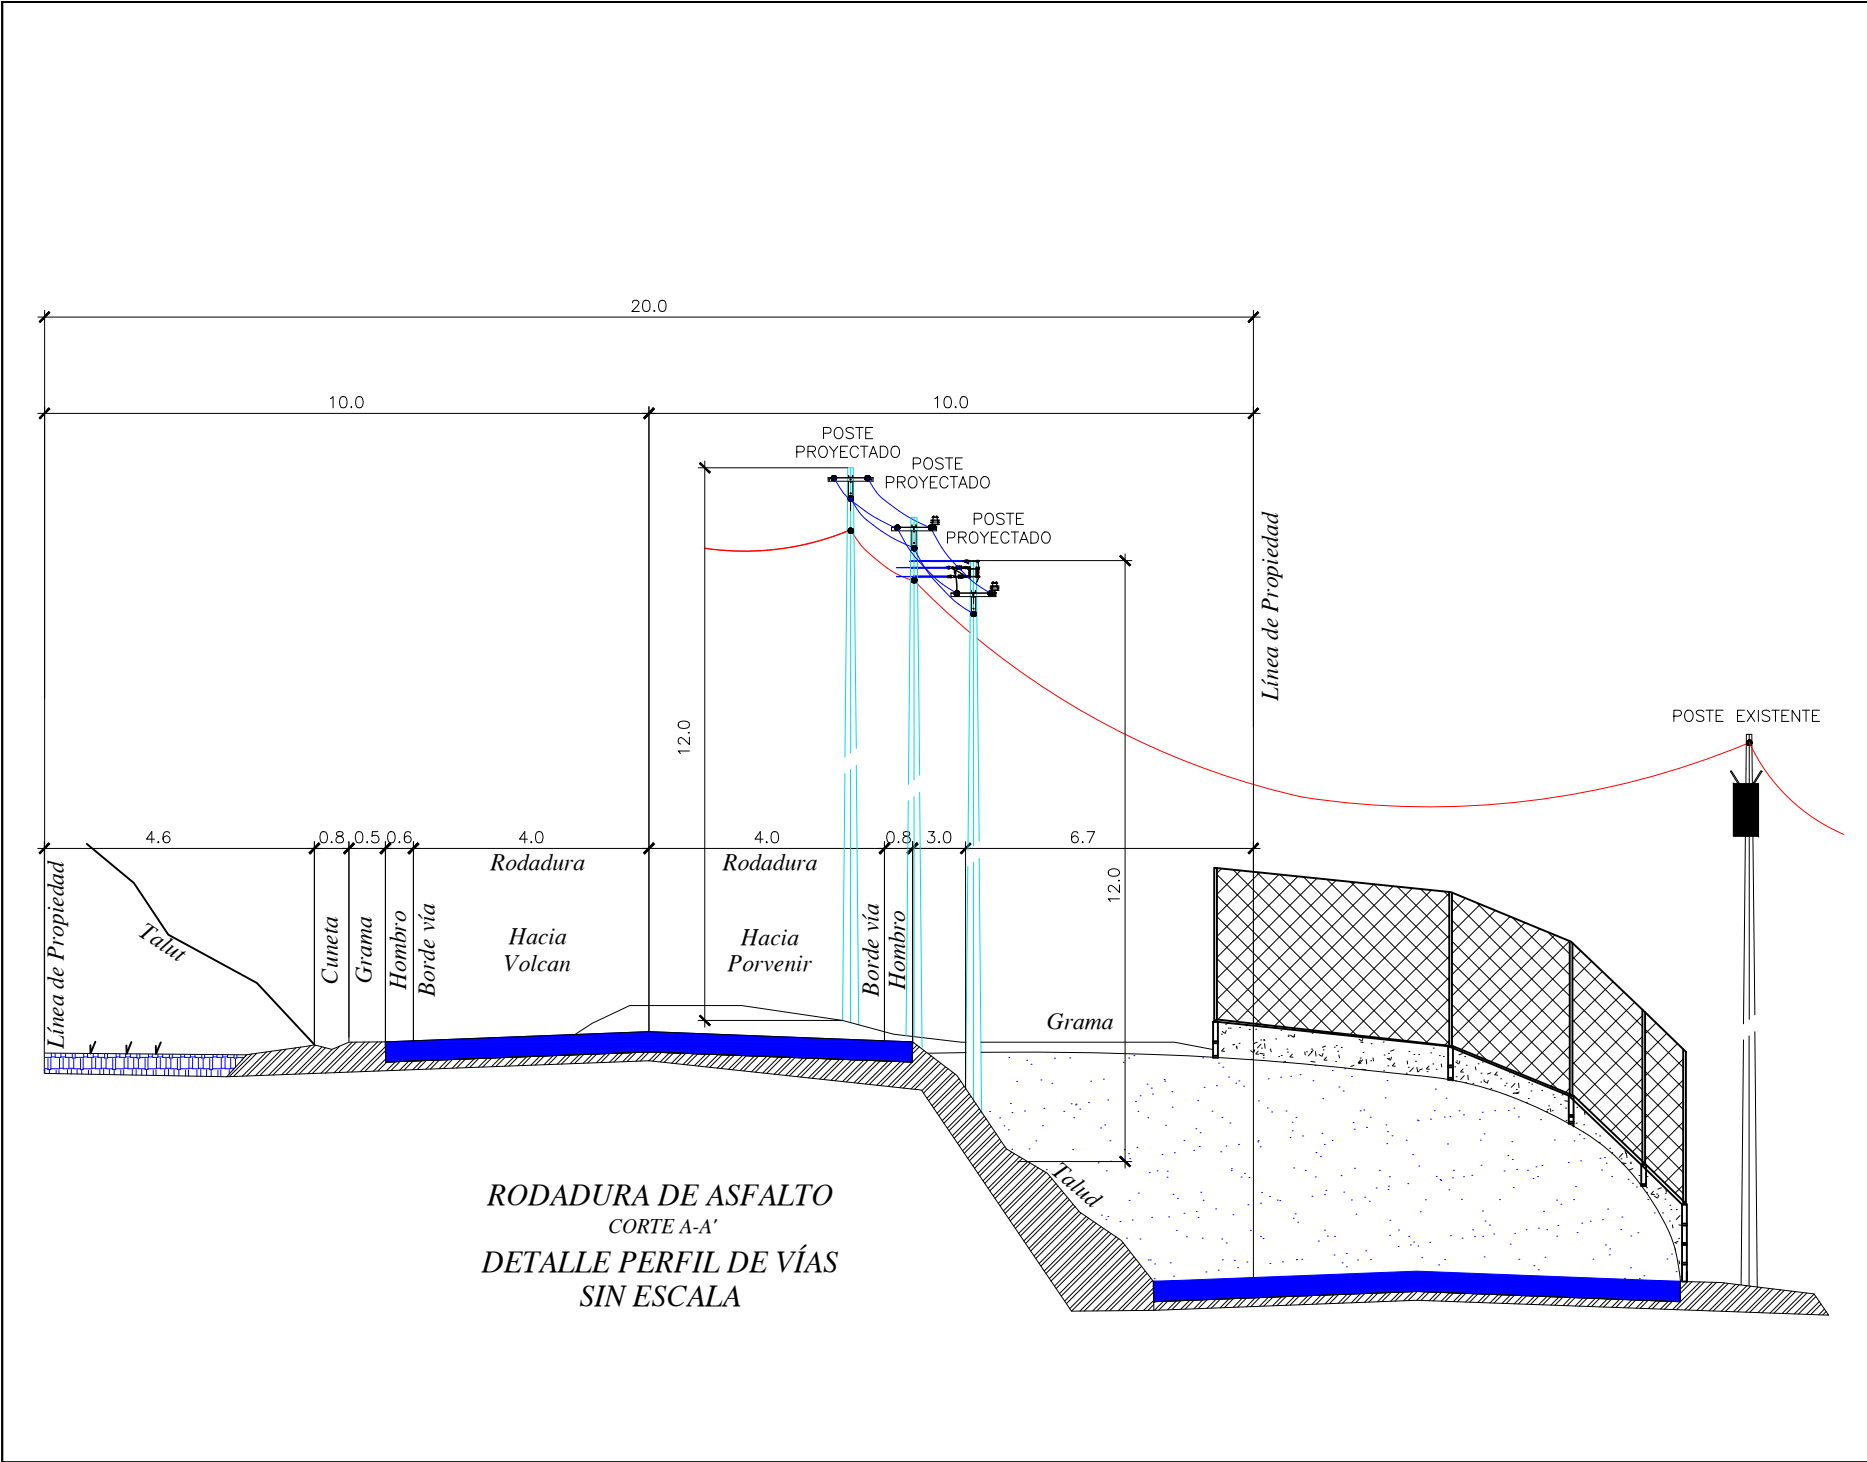 20.0
10.0
10.0
POSTE
PROYECTADO
POSTE
PROYECTADO
POSTE
PROYECTADO
Línea de Propiedad
POSTE EXISTENTE
12.0
4.6
0.8
0.5
0.6
4.0
4.0
0.8
3.0
6.7
Rodadura
Rodadura
12.0
Línea de Propiedad
Talut
Cuneta
Grama
Hombro
Borde vía
Hacia
Volcan
Hacia
Porvenir
Borde vía
Hombro
Grama
Talud
RODADURA DE ASFALTO
CORTE A-A'
DETALLE PERFIL DE VÍAS
SIN ESCALA